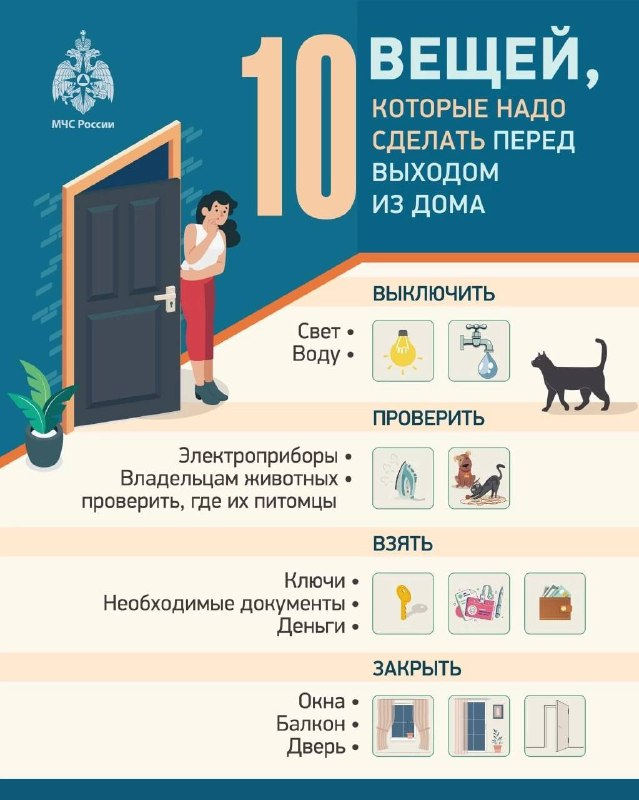 МЧС России
10 ВЕЩЕЙ,
КОТОРЫЕ НАДО
СДЕЛАТЬ ПЕРЕД
ВЫХОДОМ
ИЗ ДОМА
ВЫКЛЮЧИТЬ
Свет •
Воду •
ПРОВЕРИТЬ
Электроприборы •
Владельцам животных •
проверить, где их питомцы
ВЗЯТЬ
Ключи •
Необходимые документы •
Деньги •
ЗАКРЫТЬ
Окна •
Балкон •
Дверь •